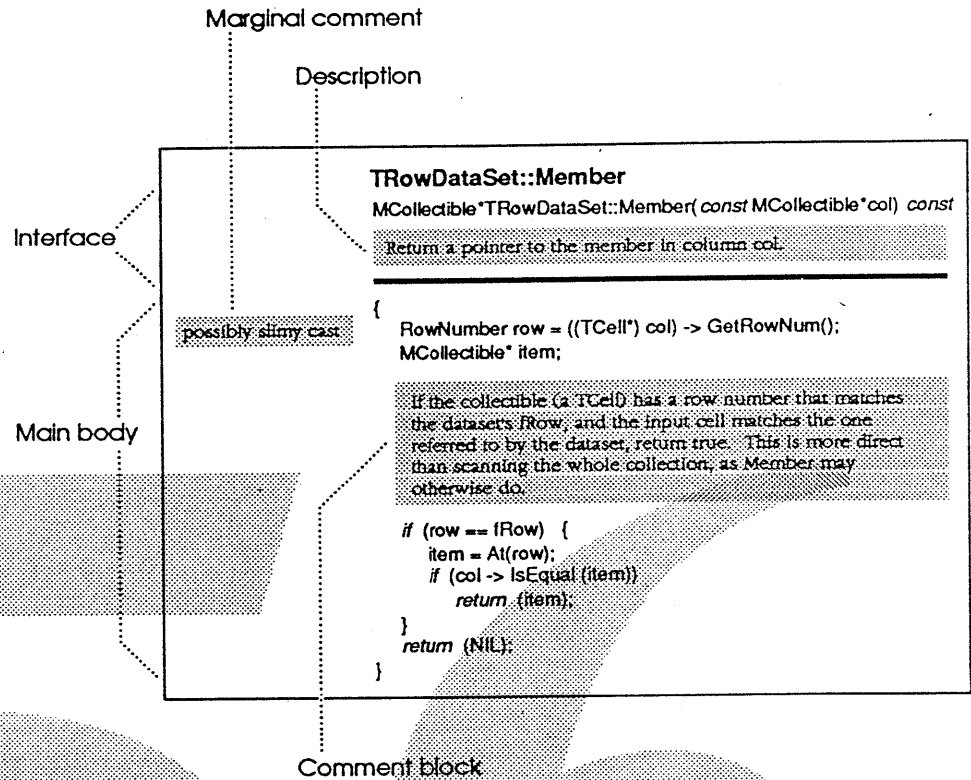 Marginal comment
Description
TRowDataSet::Member
MCollectible*TRowDataSet::Member( const MCollectible*col) const
Interface
Return a pointer to the member in column col.
{
possibly slimy cast
RowNumber row = ((TCell*) col) -> GetRowNum();
MCollectible* item;
If the collectible (a TCell) has a row number that matches
the dataset's fRow, and the input cell matches the one
referred to by the dataset, return true. This is more direct
than scanning the whole collection, as Member may
otherwise do.
Main body
if (row == fRow) {
item = At(row);
if (col -> IsEqual (item))
return (item);
}
return (NIL);
}
Comment block